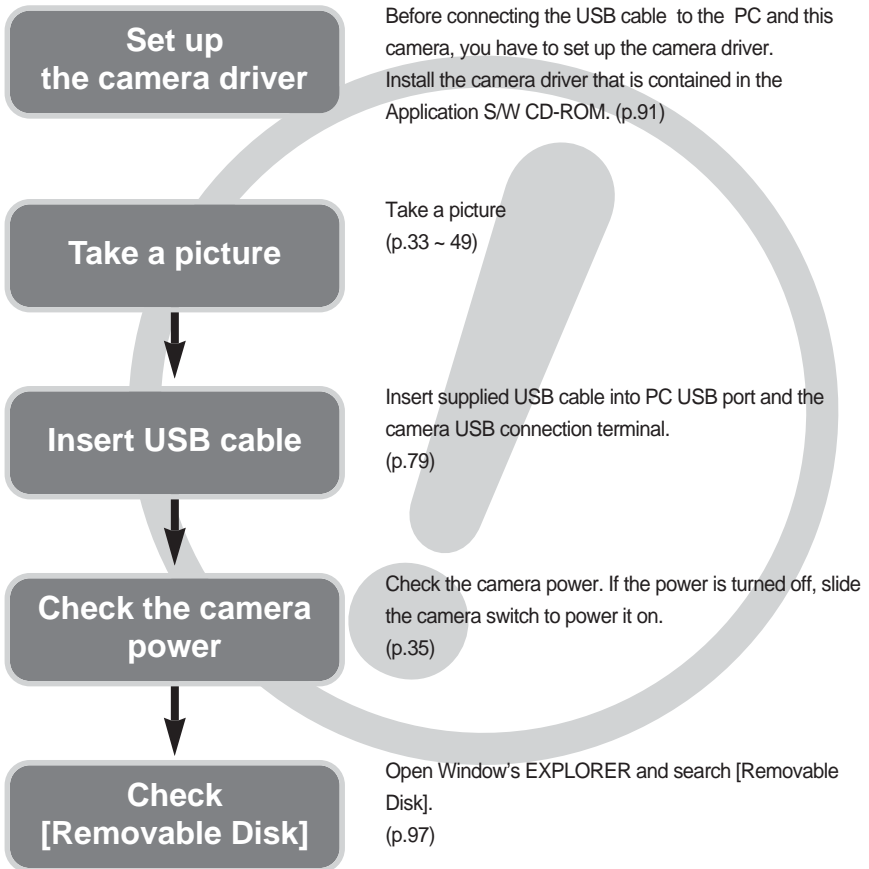 Set up
the camera driver
Before connecting the USB cable to the PC and this
camera, you have to set up the camera driver.
Install the camera driver that is contained in the
Application S/W CD-ROM. (p.91)
Take a picture
Take a picture
(p.33 ~ 49)
Insert USB cable
Insert supplied USB cable into PC USB port and the
camera USB connection terminal.
(p.79)
Check the camera
power
Check the camera power. If the power is turned off, slide
the camera switch to power it on.
(p.35)
Check
[Removable Disk]
Open Window's EXPLORER and search [Removable
Disk].
(p.97)